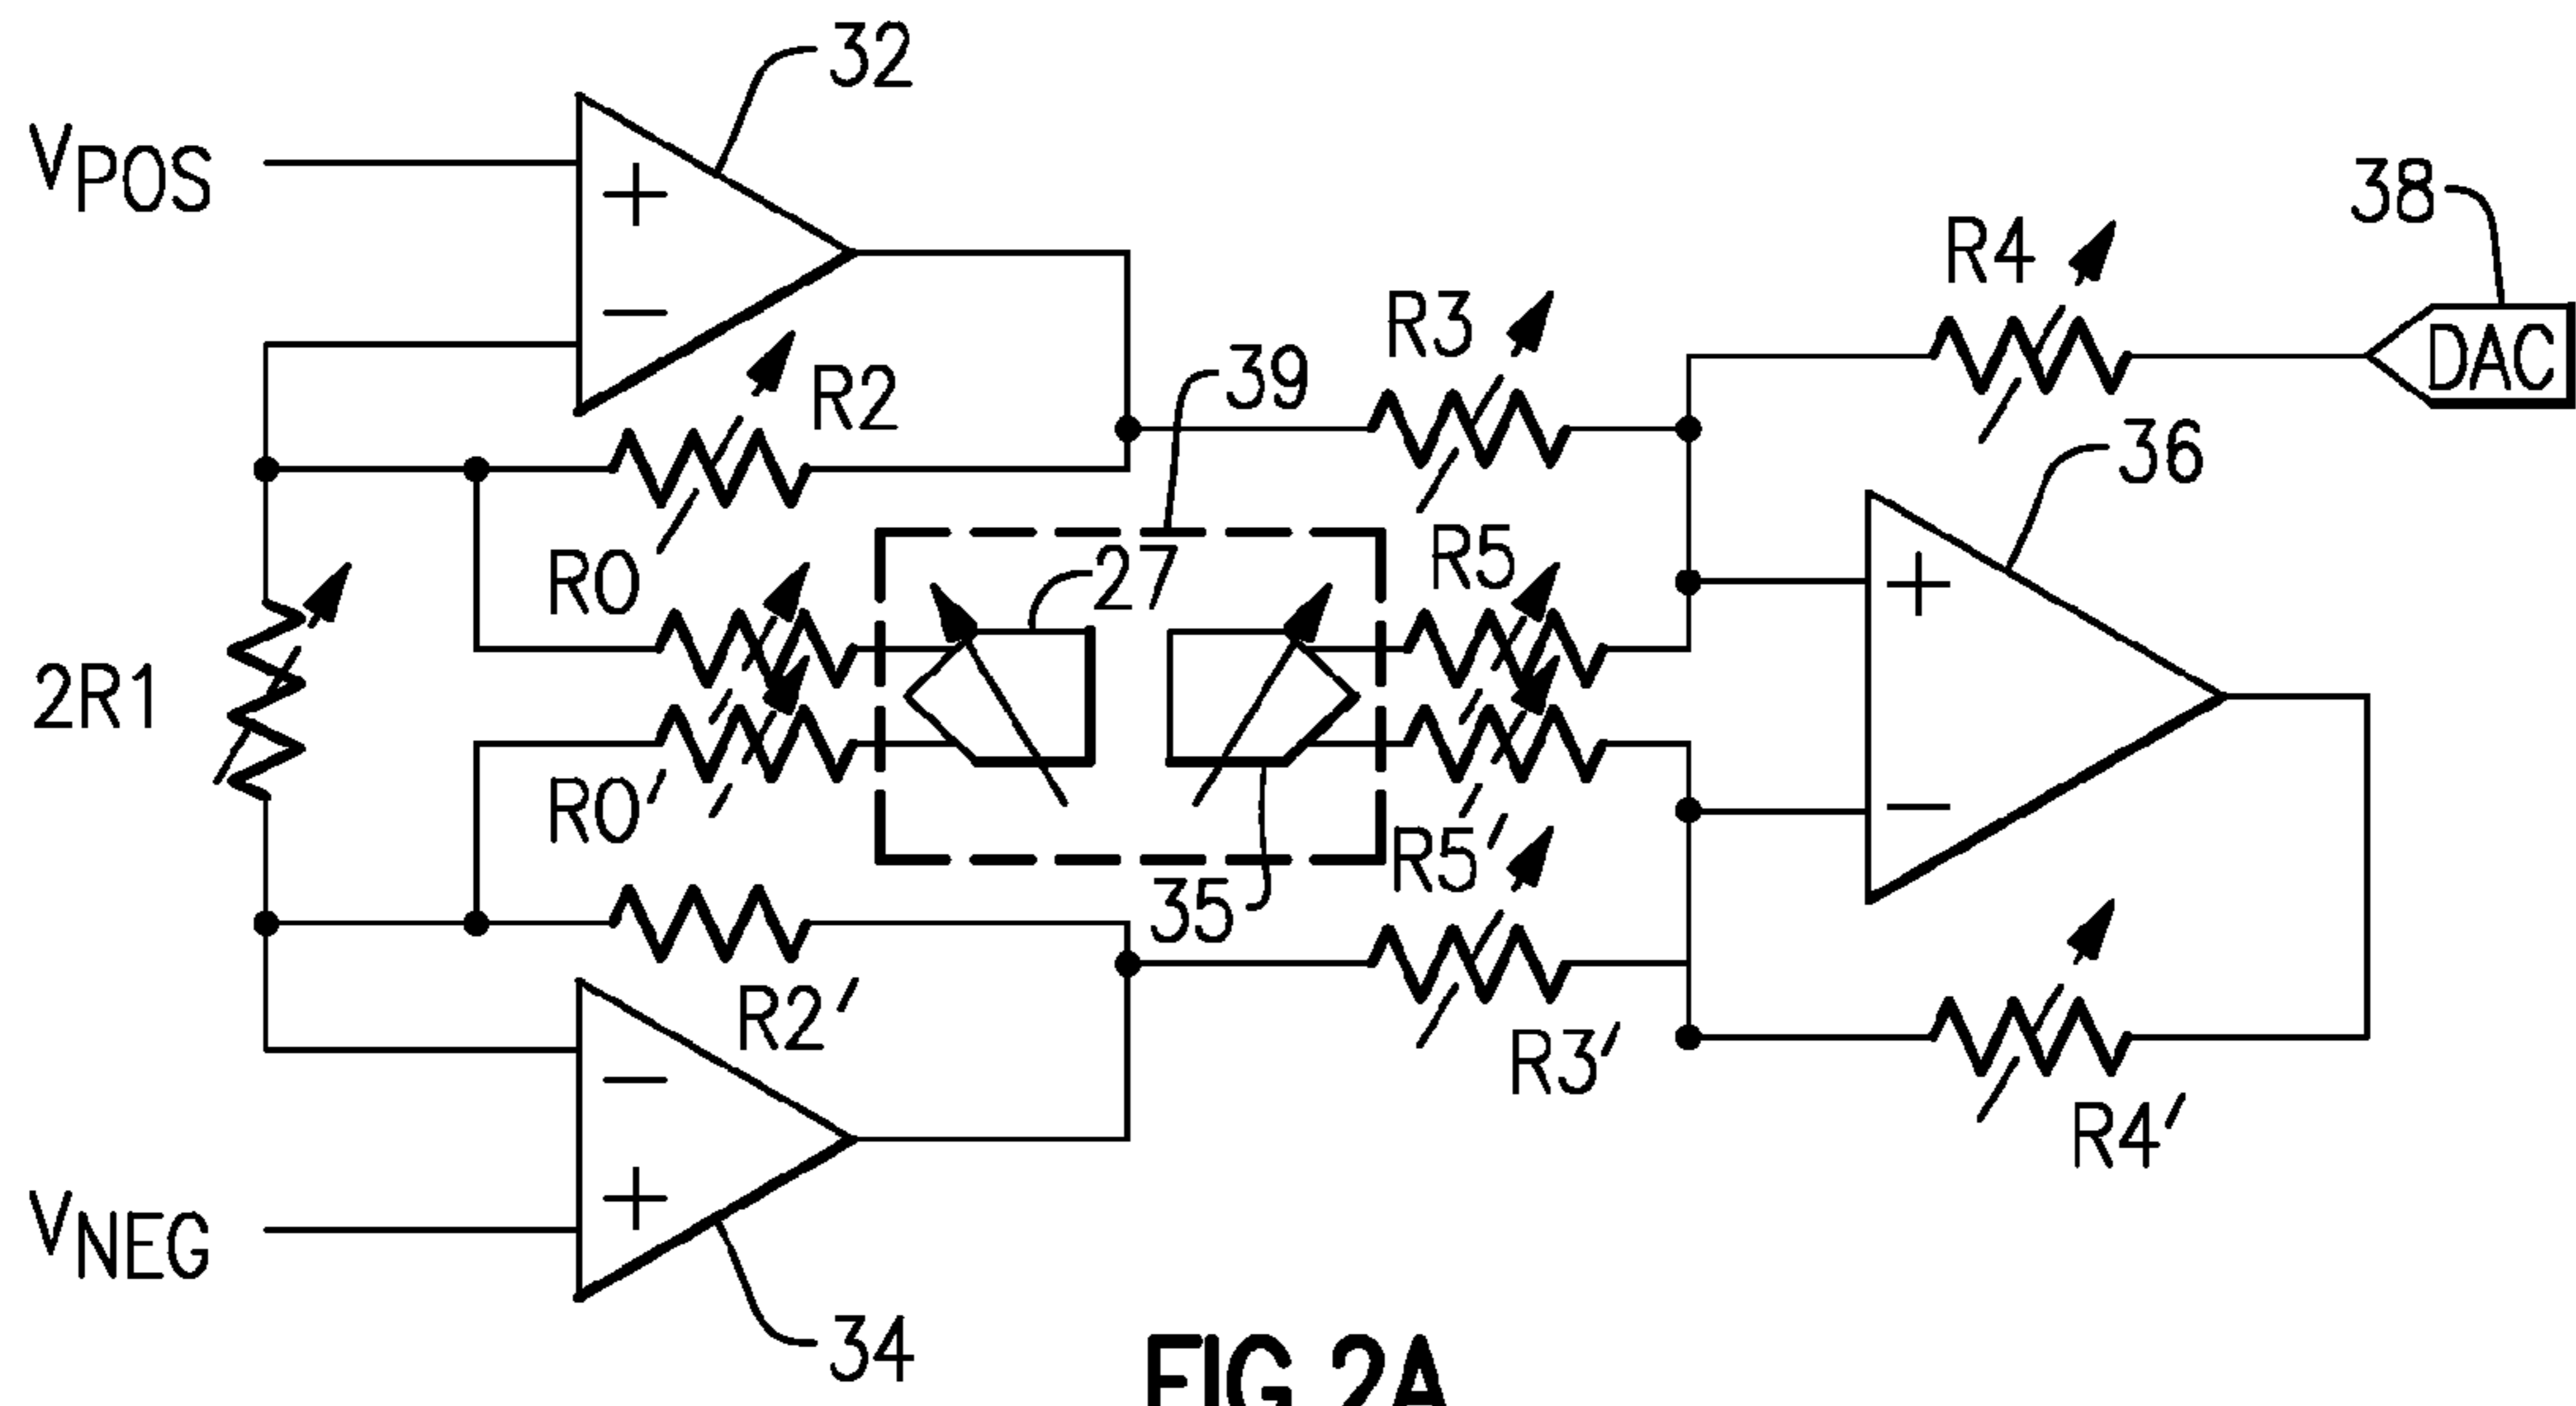 32
VPOS
+
−
38
R4
DAC
R3
39
R2
36
R0
27
R5
+
2R1
R0′
−
R5′
35
R2′
R3′
−
R4′
+
VNEG
34
FIG.2A